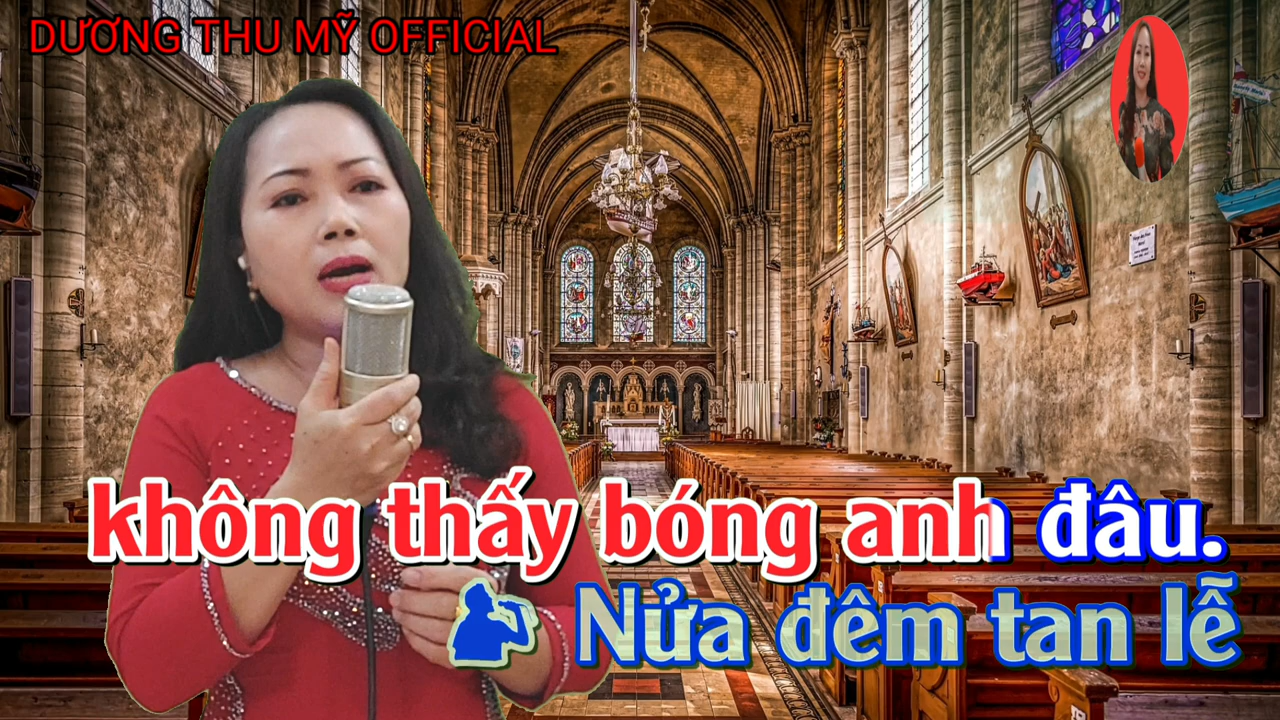 DƯƠNG THU MỸ OFFICIAL
không thấy bóng anh đâu.
Nửa đêm tan lễ